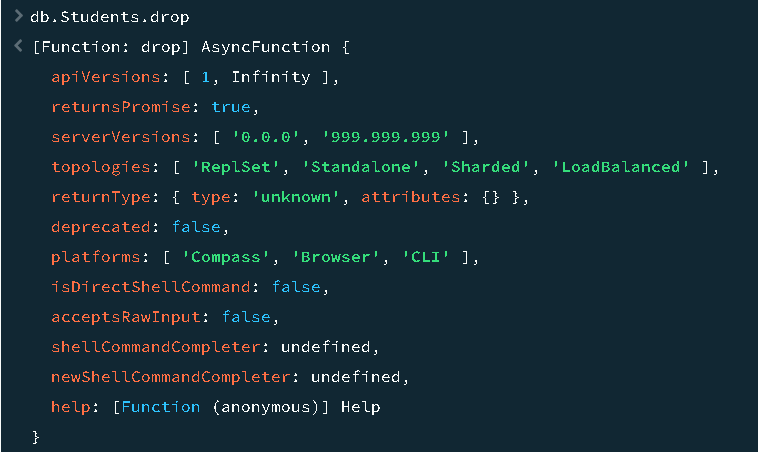 > db.Students.drop
< [Function: drop] AsyncFunction {
apiVersions: [ 1, Infinity ],
returnsPromise: true,
serverVersions: [ '0.0.0', '999.999.999' ],
topologies: [ 'ReplSet', 'Standalone', 'Sharded', 'LoadBalanced' ],
returnType: { type: 'unknown', attributes: {} },
deprecated: false,
platforms: [ 'Compass', 'Browser', 'CLI' ],
isDirectShellCommand: false,
acceptsRawInput: false,
shellCommandCompleter: undefined,
newShellCommandCompleter: undefined,
help: [Function (anonymous)] Help
}